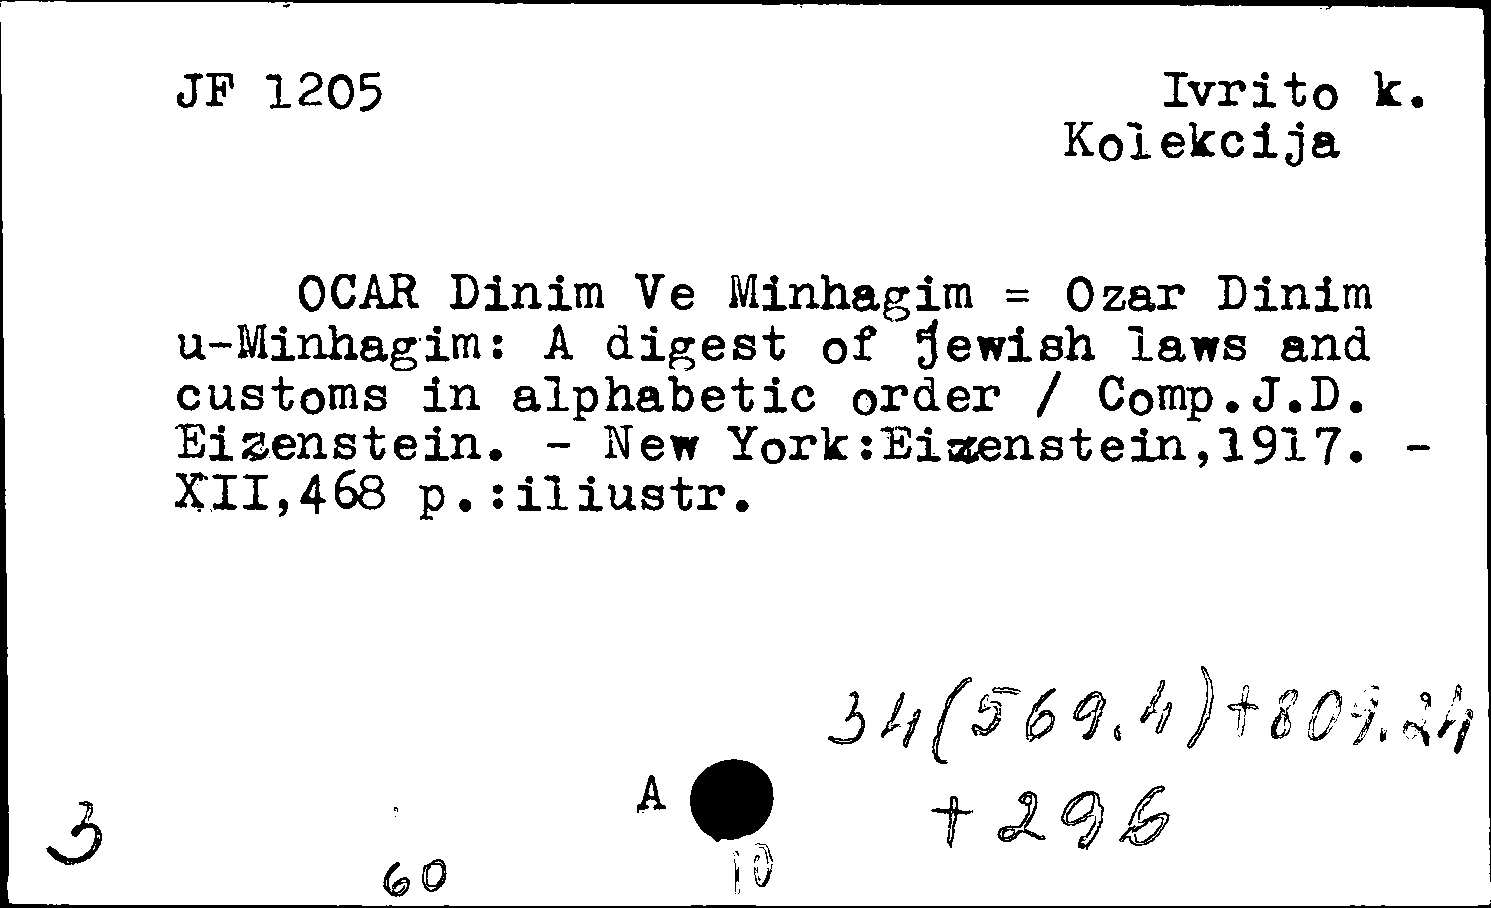 JF 1205 Ivrito k.
Kolekcija
OCAR Dinim Ve Minhagim = Ozar Dinim
u-Minhagim: A digest of jewish laws and
customs in alphabetic order / Comp.J.D.
Eizenstein. - New York:Eizenstein,1917. -
XII,468 p.:iliustr.
34(569.4)+809.24
A + 296
3 60 10